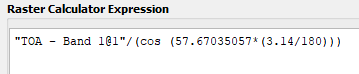 Raster Calculator Expression
"TOA - Band 1@1"/(cos (57.67035057*(3.14/180)))